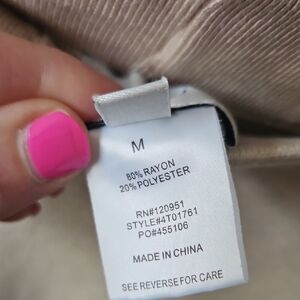 M
80% RAYON
20% POLYESTER
RN#120951
STYLE#4T01761
PO#455106
MADE IN CHINA
SEE REVERSE FOR CARE